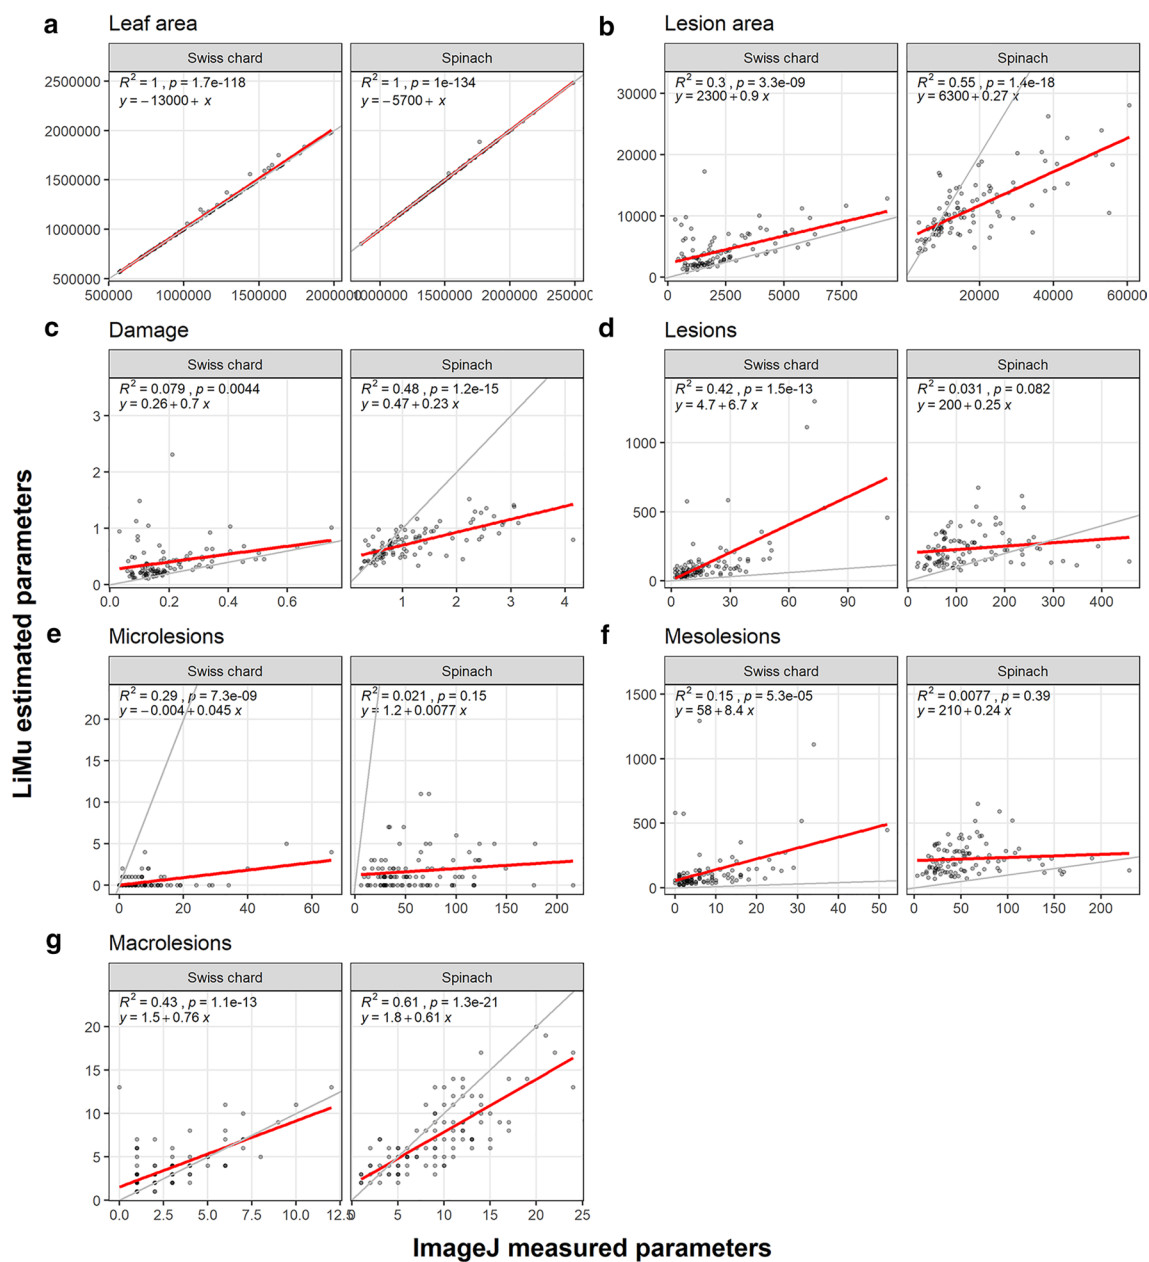 a Leaf area
Swiss chard
Spinach
R² = 1 , p = 1.7e-118
y = −13000 + x
R² = 1 , p = 1e-134
y = −5700 + x
2500000
2000000
1500000
1000000
500000
500000 1000000 1500000
1000000 1500000 2000000
b Lesion area
Swiss chard
Spinach
R² = 0.3 , p = 3.3e-09
y = 2300 + 0.9 x
R² = 0.55 , p = 1.4e-18
y = 6300 + 0.27 x
30000
20000
10000
0
0 2500 5000 7500
20000 40000 60000
c Damage
Swiss chard
Spinach
R² = 0.079 , p = 0.0044
y = 0.26 + 0.7 x
R² = 0.48 , p = 1.2e-15
y = 0.47 + 0.23 x
3
2
1
0
0.0 0.2 0.4 0.6
1 2 3 4
d Lesions
Swiss chard
Spinach
R² = 0.42 , p = 1.5e-13
y = 4.7 + 6.7 x
R² = 0.031 , p = 0.082
y = 200 + 0.25 x
1000
500
0
0 30 60 90
0 100 200 300 400
e Microlesions
Swiss chard
Spinach
R² = 0.29 , p = 7.3e-09
y = −0.004 + 0.045 x
R² = 0.021 , p = 0.15
y = 1.2 + 0.0077 x
20
15
10
5
0
0 20 40 60
0 50 100 150 200
f Mesolesions
Swiss chard
Spinach
R² = 0.15 , p = 5.3e-05
y = 58 + 8.4 x
R² = 0.0077 , p = 0.39
y = 210 + 0.24 x
1500
1000
500
0
0 10 20 30 40 50
0 50 100 150 200
g Macrolesions
Swiss chard
Spinach
R² = 0.43 , p = 1.1e-13
y = 1.5 + 0.76 x
R² = 0.61 , p = 1.3e-21
y = 1.8 + 0.61 x
20
15
10
5
0
0.0 2.5 5.0 7.5 10.0 12.5
0 5 10 15 20 25
LiMu estimated parameters
ImageJ measured parameters